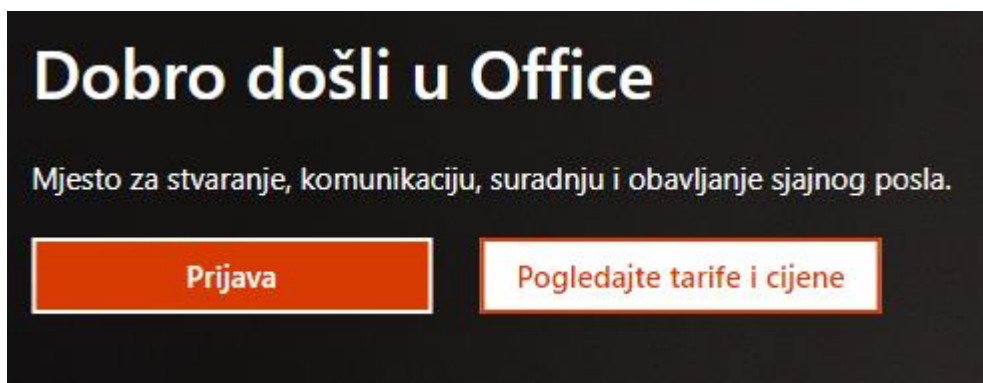 Dobro došli u Office
Mjesto za stvaranje, komunikaciju, suradnju i obavljanje sjajnog posla.
Prijava
Pogledajte tarife i cijene